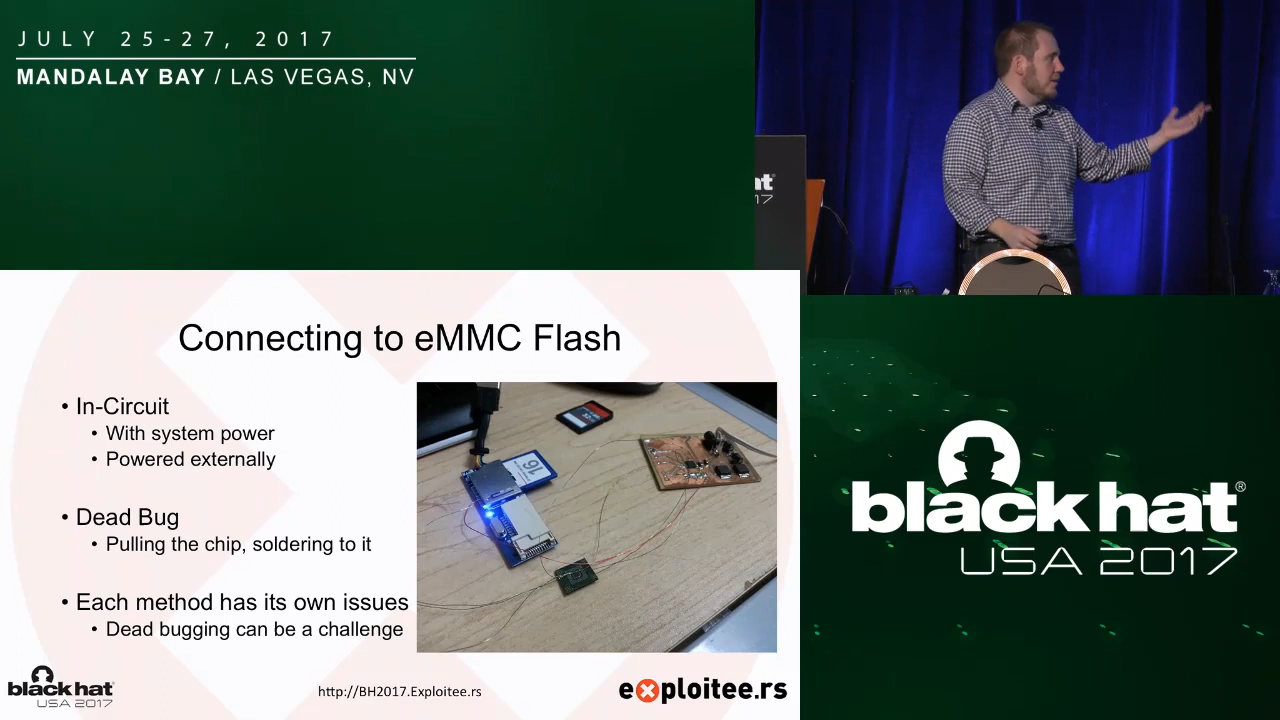 JULY 25-27, 2017
MANDALAY BAY / LAS VEGAS, NV
hat
2017
Connecting to eMMC Flash
• In-Circuit
• With system power
• Powered externally
• Dead Bug
• Pulling the chip, soldering to it
• Each method has its own issues
• Dead bugging can be a challenge
16
black hat
USA 2017
http://BH2017.Exploitee.rs
exploitee.rs
black hat®
USA 2017